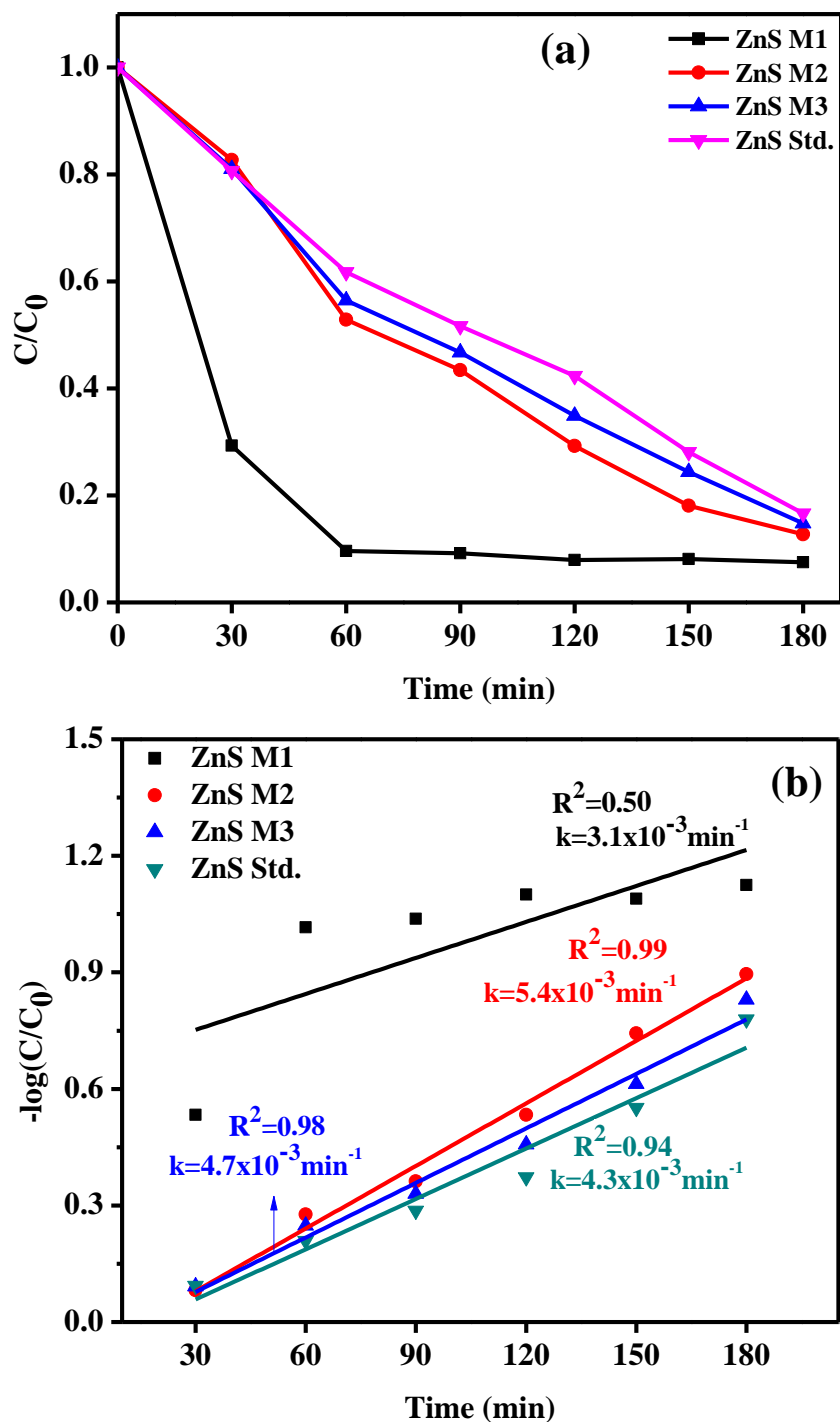 (a)
ZnS M1
ZnS M2
ZnS M3
ZnS Std.
C/C₀
1.0
0.8
0.6
0.4
0.2
0.0
0 30 60 90 120 150 180
Time (min)
(b)
ZnS M1
ZnS M2
ZnS M3
ZnS Std.
R²=0.50
k=3.1x10⁻³min⁻¹
R²=0.99
k=5.4x10⁻³min⁻¹
R²=0.98
k=4.7x10⁻³min⁻¹
R²=0.94
k=4.3x10⁻³min⁻¹
-log(C/C₀)
1.5
1.2
0.9
0.6
0.3
0.0
30 60 90 120 150 180
Time (min)